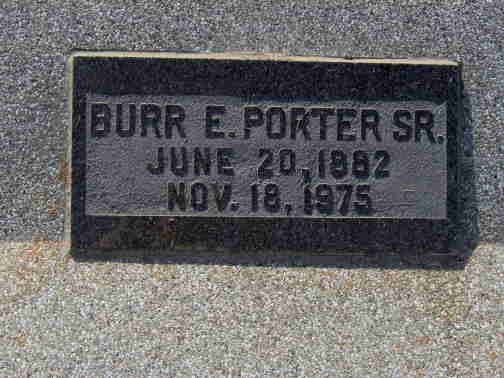 BURR E. PORTER SR.
JUNE 20, 1882
NOV. 18, 1975